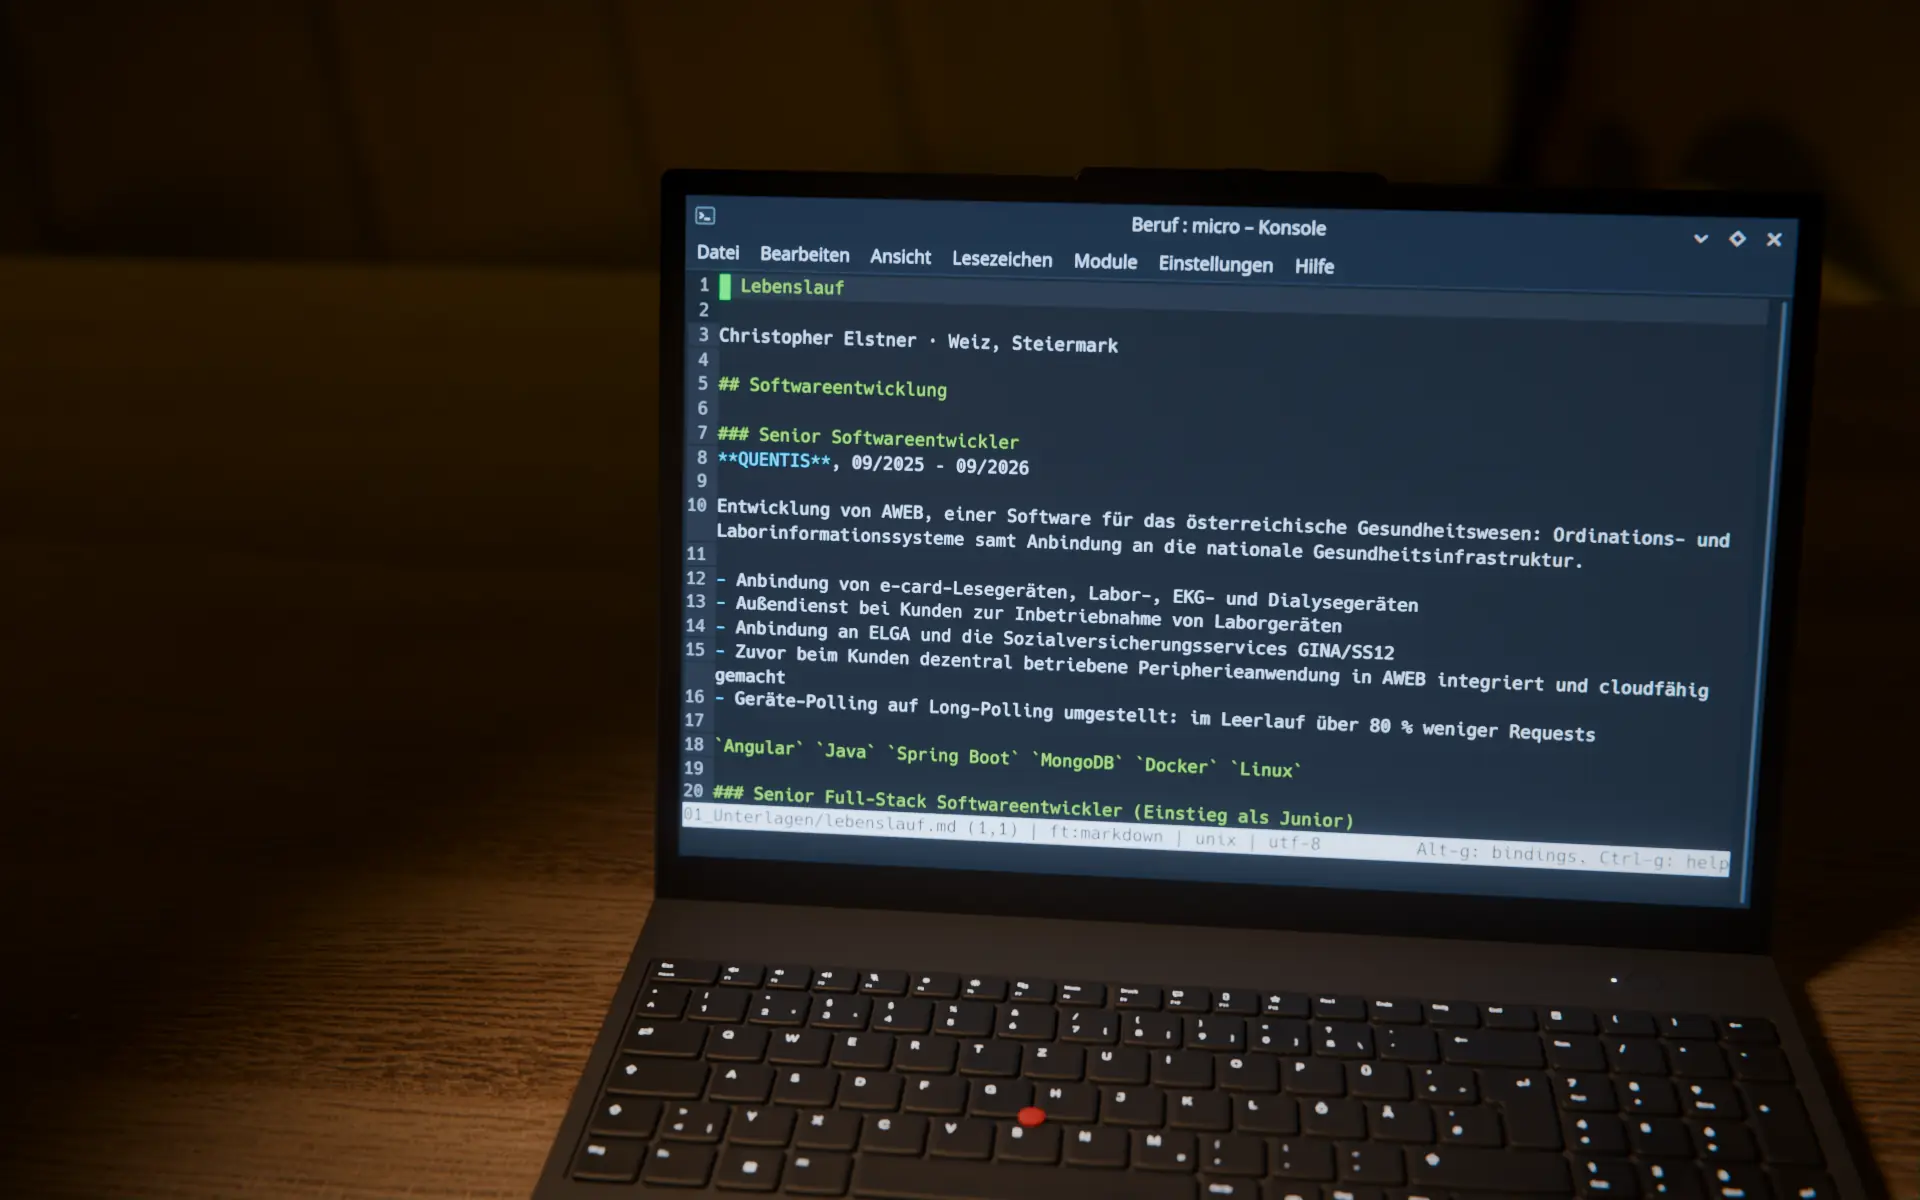 Beruf : micro – Konsole
Datei Bearbeiten Ansicht Lesezeichen Module Einstellungen Hilfe
1 Lebenslauf
2
3 Christopher Elstner · Weiz, Steiermark
4
5 ## Softwareentwicklung
6
7 ### Senior Softwareentwickler
8 **QUENTIS**, 09/2025 - 09/2026
9
10 Entwicklung von AWEB, einer Software für das österreichische Gesundheitswesen: Ordinations- und
Laborinformationssysteme samt Anbindung an die nationale Gesundheitsinfrastruktur.
11
12 - Anbindung von e-card-Lesegeräten, Labor-, EKG- und Dialysegeräten
13 - Außendienst bei Kunden zur Inbetriebnahme von Laborgeräten
14 - Anbindung an ELGA und die Sozialversicherungsservices GINA/SS12
15 - Zuvor beim Kunden dezentral betriebene Peripherieanwendung in AWEB integriert und cloudfähig
gemacht
16 - Geräte-Polling auf Long-Polling umgestellt: im Leerlauf über 80 % weniger Requests
17
18 `Angular` `Java` `Spring Boot` `MongoDB` `Docker` `Linux`
19
20 ### Senior Full-Stack Softwareentwickler (Einstieg als Junior)
01_Unterlagen/lebenslauf.md (1,1) | ft:markdown | unix | utf-8 Alt-g: bindings, Ctrl-g: help
Q W E R T Z U I O P Ü
A S D F G H J K L Ö Ä
Y X C V B N M